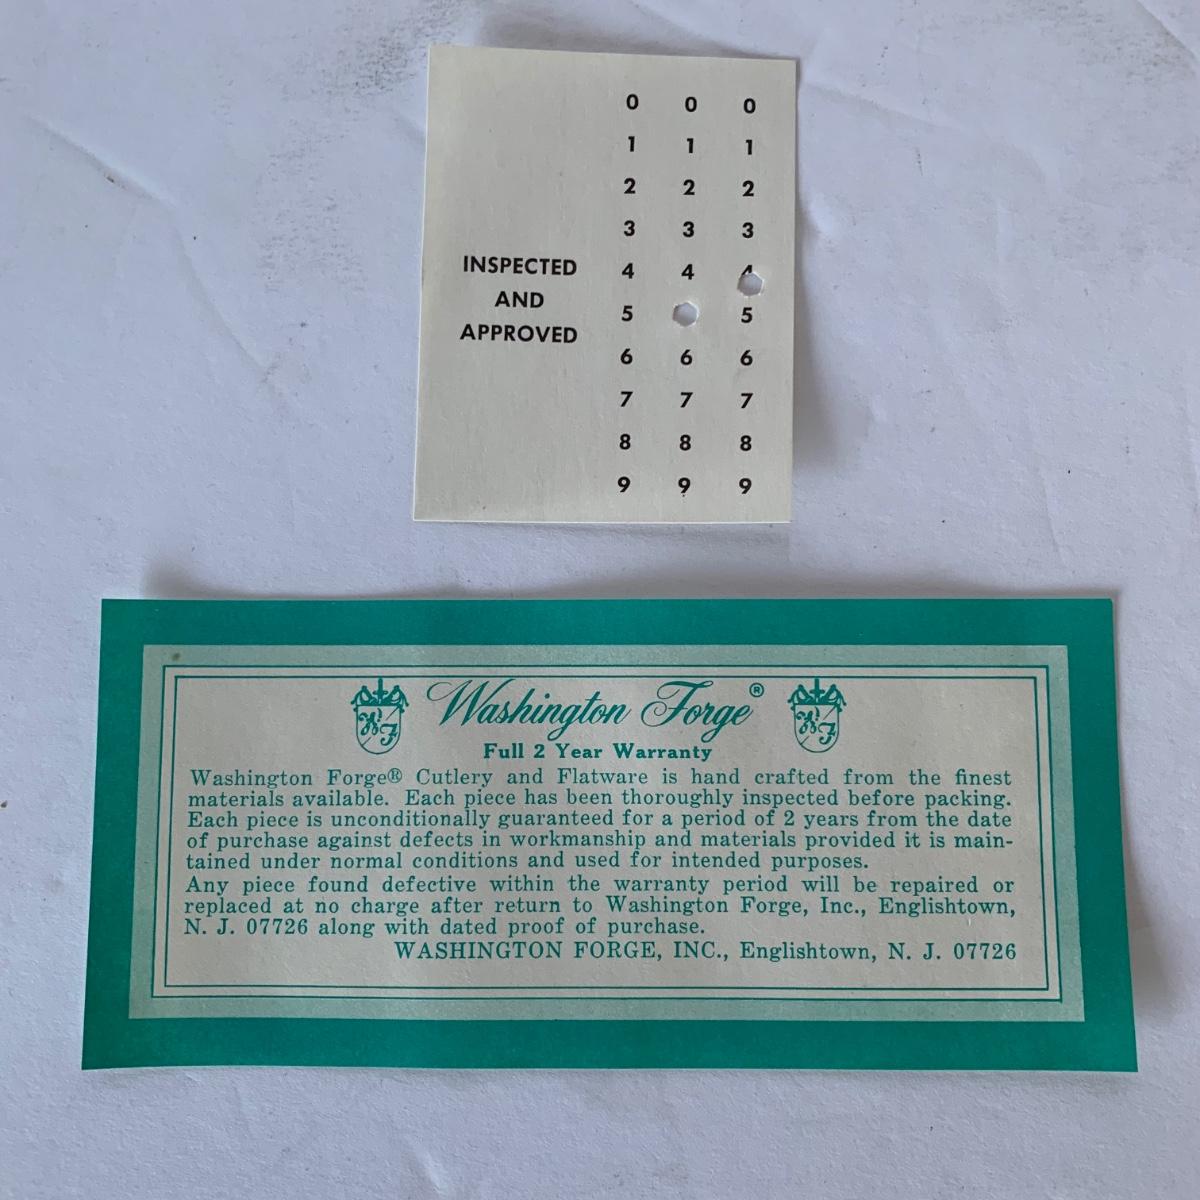 0 0 0
1 1 1
2 2 2
3 3 3
INSPECTED 4 4 4
AND
5 5
APPROVED
6 6 6
7 7 7
8 8 8
9 9 9
Washington Forge®
WF WF
Full 2 Year Warranty
Washington Forge® Cutlery and Flatware is hand crafted from the finest
materials available. Each piece has been thoroughly inspected before packing.
Each piece is unconditionally guaranteed for a period of 2 years from the date
of purchase against defects in workmanship and materials provided it is main-
tained under normal conditions and used for intended purposes.
Any piece found defective within the warranty period will be repaired or
replaced at no charge after return to Washington Forge, Inc., Englishtown,
N. J. 07726 along with dated proof of purchase.
WASHINGTON FORGE, INC., Englishtown, N. J. 07726